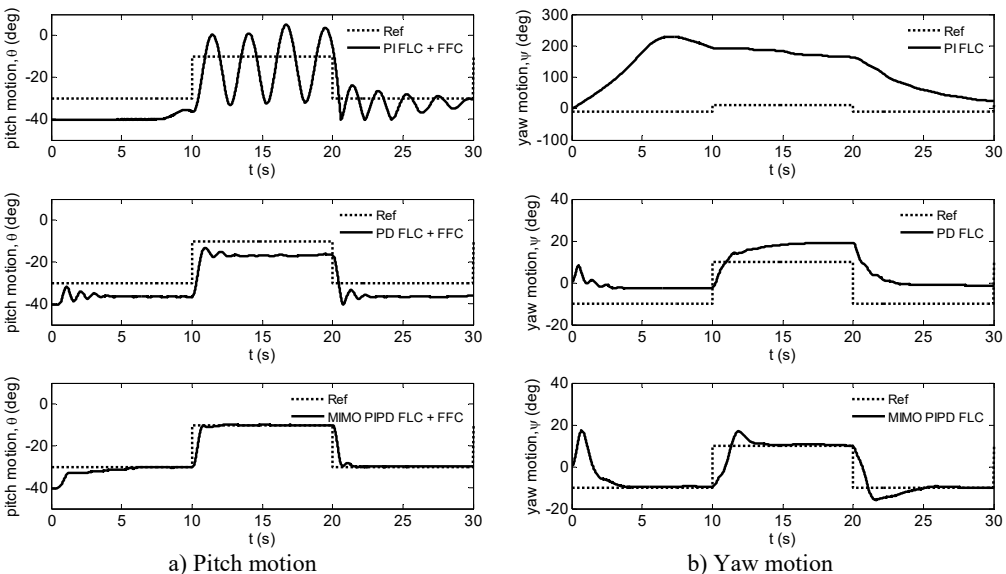 pitch motion, θ (deg)
0
-20
-40
Ref
PI FLC + FFC
0 5 10 15 20 25 30
t (s)
yaw motion, ψ (deg)
300
200
100
0
-100
Ref
PI FLC
0 5 10 15 20 25 30
t (s)
pitch motion, θ (deg)
0
-20
-40
Ref
PD FLC + FFC
0 5 10 15 20 25 30
t (s)
yaw motion, ψ (deg)
40
20
0
-20
Ref
PD FLC
0 5 10 15 20 25 30
t (s)
pitch motion, θ (deg)
0
-20
-40
Ref
MIMO PIPD FLC + FFC
0 5 10 15 20 25 30
t (s)
yaw motion, ψ (deg)
40
20
0
-20
Ref
MIMO PIPD FLC
0 5 10 15 20 25 30
t (s)
a) Pitch motion
b) Yaw motion